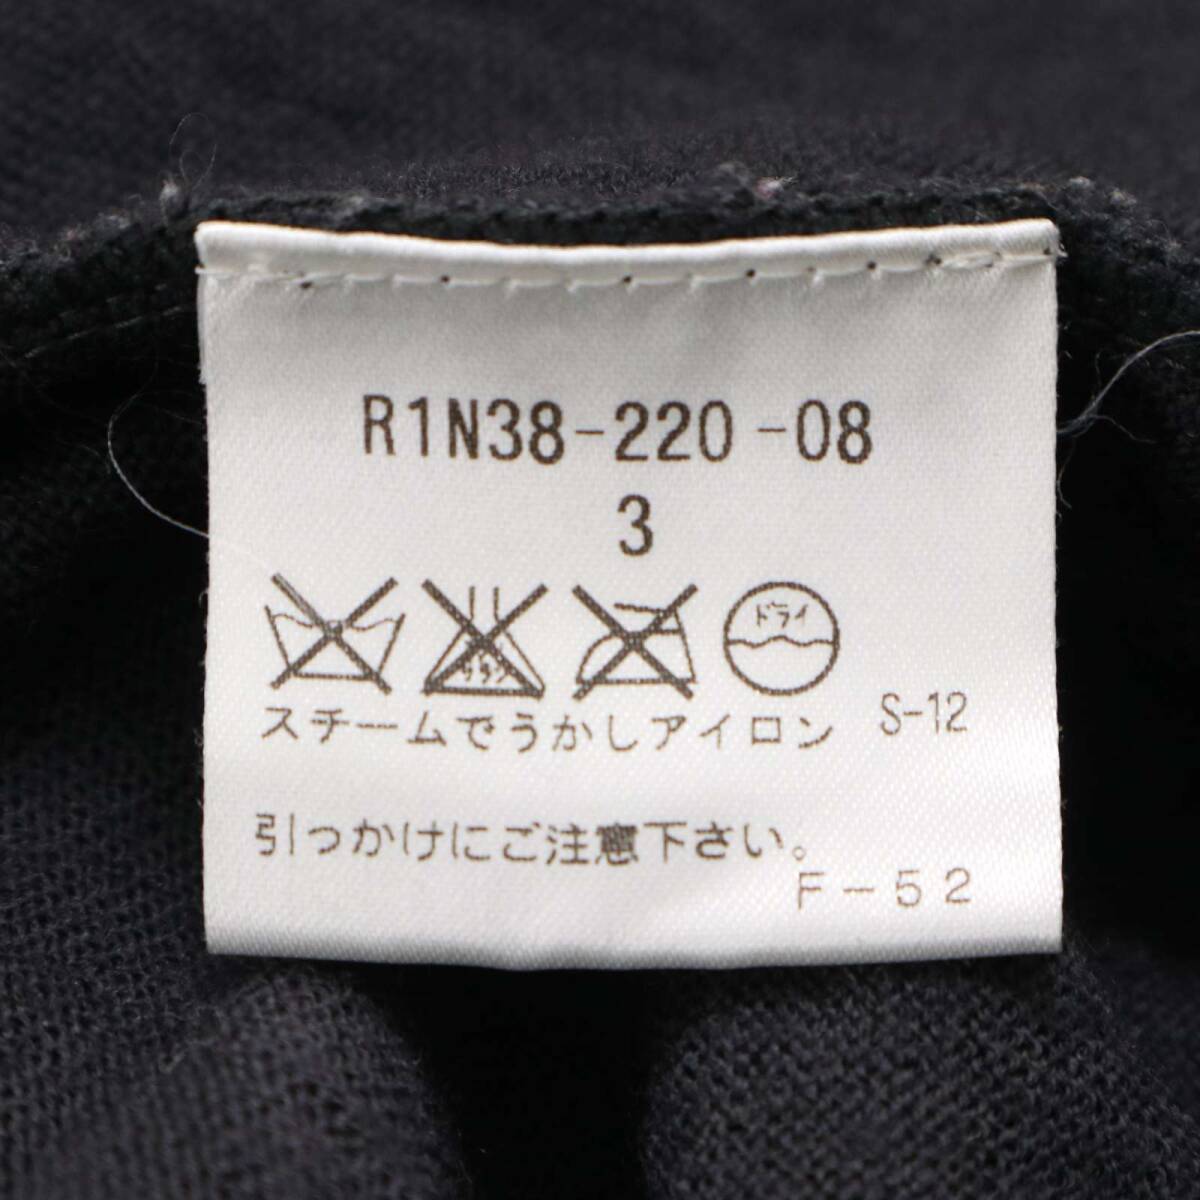 R1N38-220-08
3
ドライ
スチームでうかしアイロン S-12
引っかけにご注意下さい。
F-52